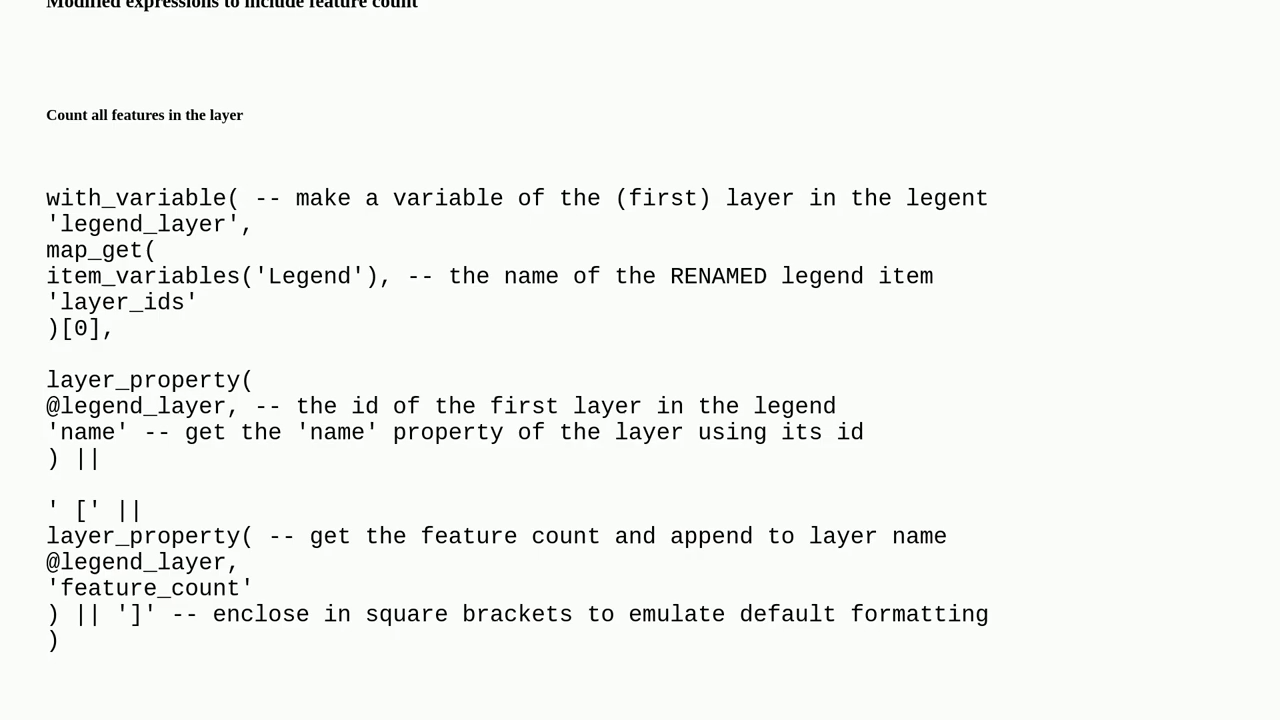 Modified expressions to include feature count
Count all features in the layer
with_variable( -- make a variable of the (first) layer in the legent
'legend_layer',
map_get(
item_variables('Legend'), -- the name of the RENAMED legend item
'layer_ids'
)[0],
layer_property(
@legend_layer, -- the id of the first layer in the legend
'name' -- get the 'name' property of the layer using its id
) ||
' [' ||
layer_property( -- get the feature count and append to layer name
@legend_layer,
'feature_count'
) || ']' -- enclose in square brackets to emulate default formatting
)